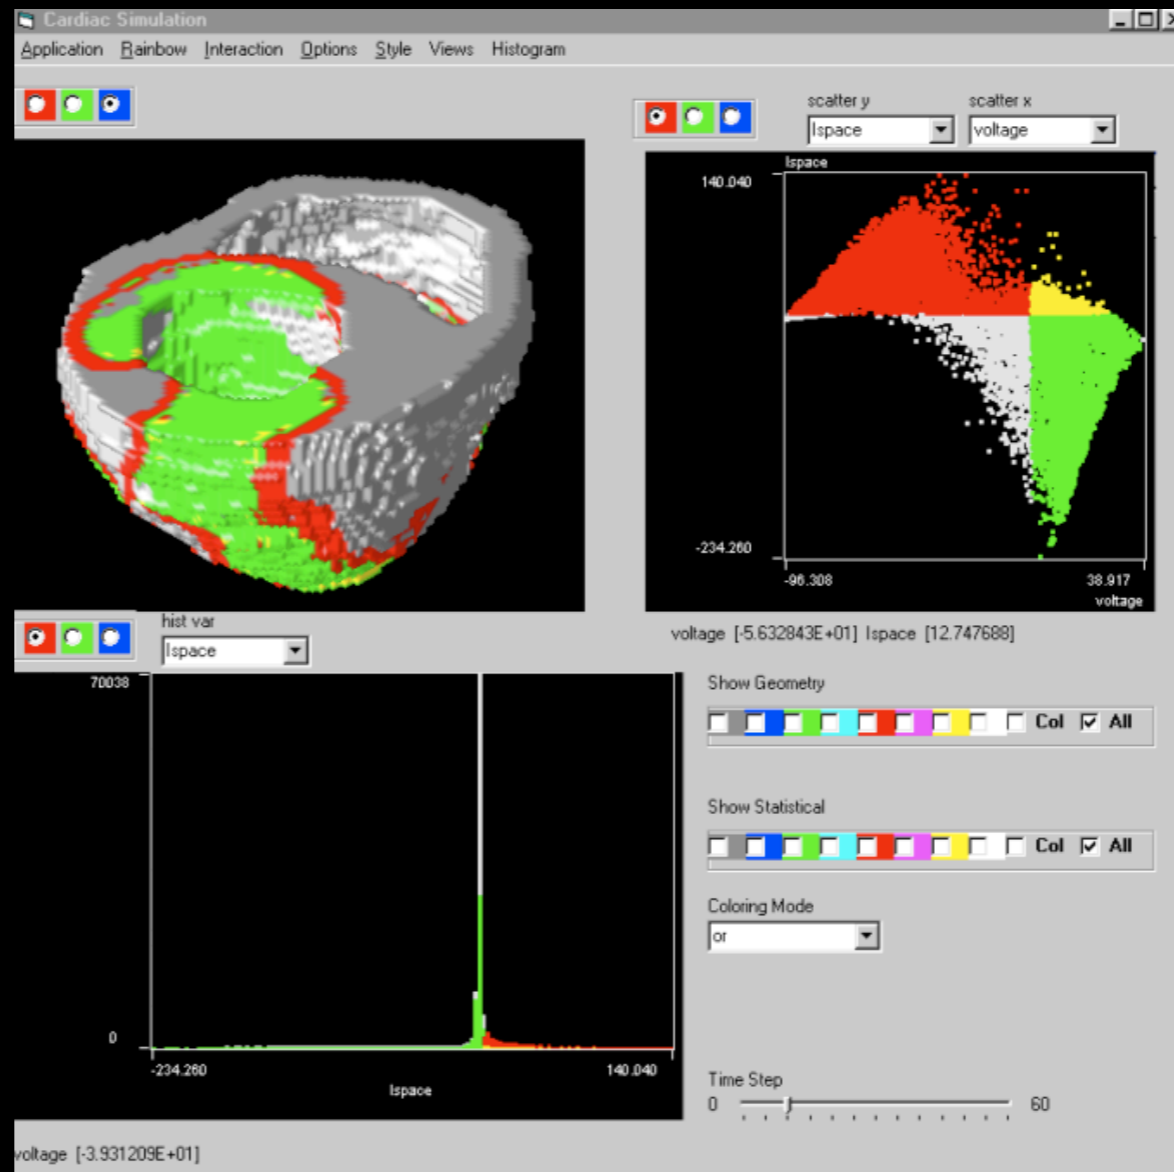 Cardiac Simulation
Application Rainbow Interaction Options Style Views Histogram
scatter y scatter x
Ispace voltage
Ispace
140.040
-234.260
-96.308 38.917
voltage
hist var
Ispace
voltage [-5.632843E+01] Ispace [12.747688]
70038
0
-234.260 140.040
Ispace
Show Geometry
Col All
Show Statistical
Col All
Coloring Mode
or
Time Step
0 60
voltage [-3.931209E+01]